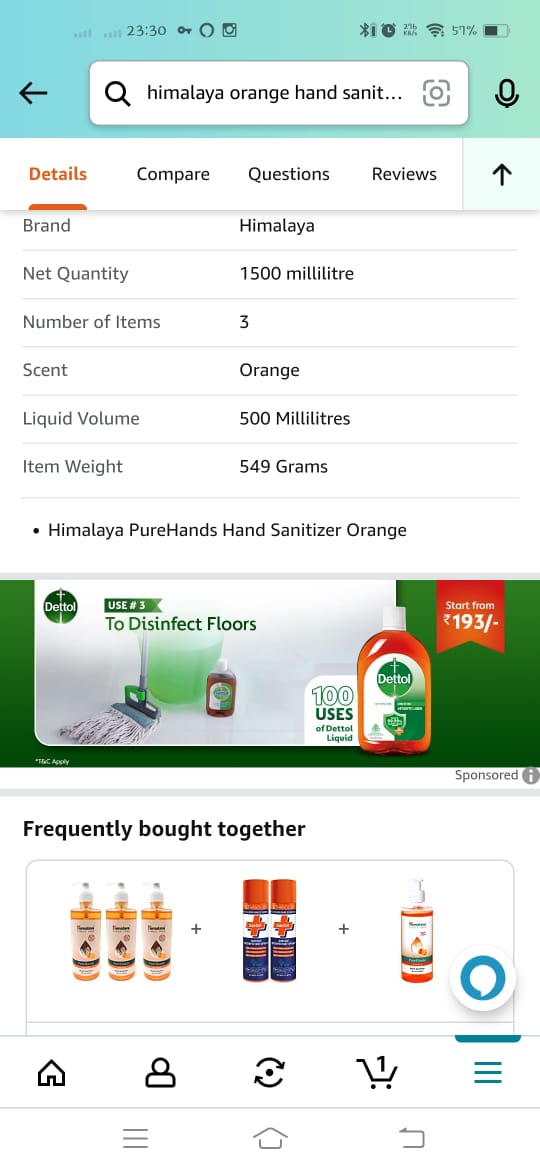 23:30
57%
himalaya orange hand sanit...
Details Compare Questions Reviews
Brand Himalaya
Net Quantity 1500 millilitre
Number of Items 3
Scent Orange
Liquid Volume 500 Millilitres
Item Weight 549 Grams
• Himalaya PureHands Hand Sanitizer Orange
Dettol
USE # 3
To Disinfect Floors
Start from
₹193/-
Dettol
100
USES
of Dettol
Liquid
*T&C Apply
Sponsored
Frequently bought together
+ +
1